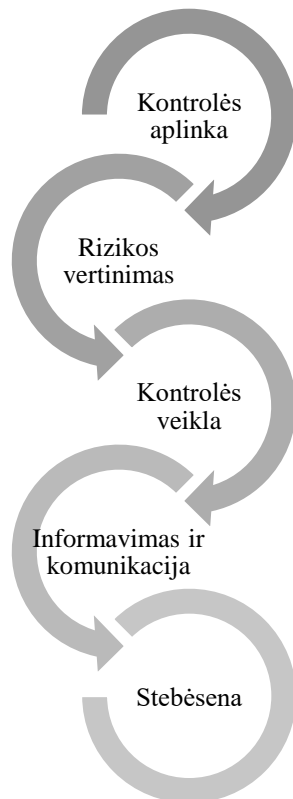 Kontrolės
aplinka
Rizikos
vertinimas
Kontrolės
veikla
Informavimas ir
komunikacija
Stebėsena